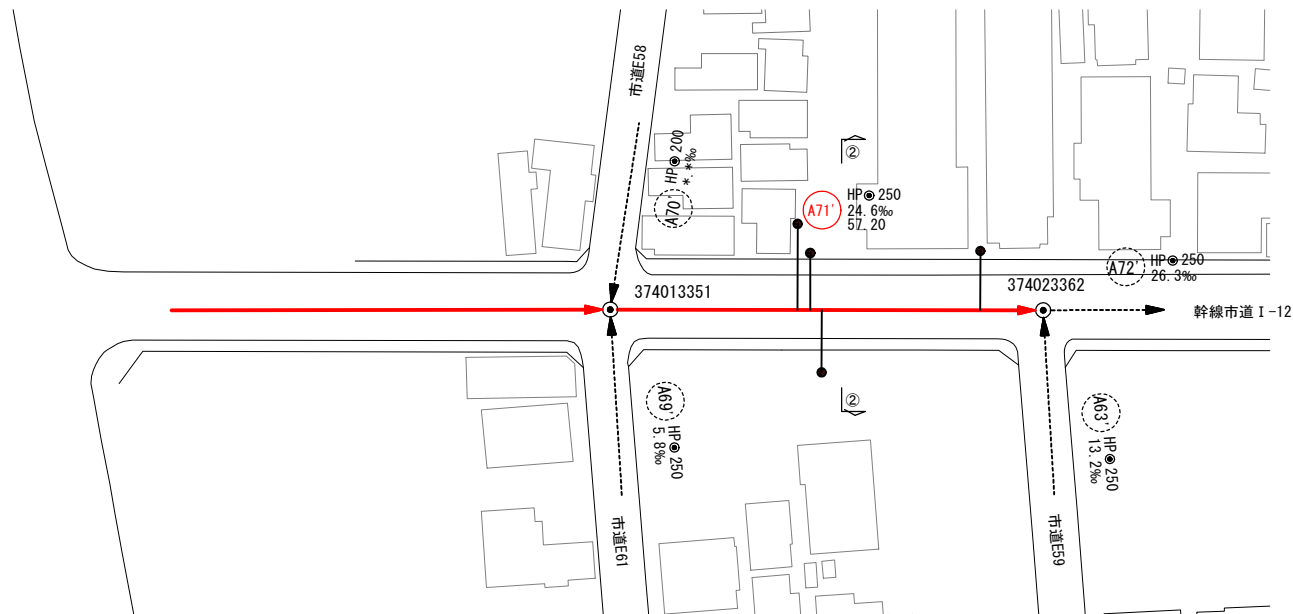 市道E58
HP 200
*.*‰
A70'
②
A71'
HP 250
24.6‰
57.20
374013351
374023362
A72'
HP 250
26.3‰
幹線市道Ⅰ-12
A69'
HP 250
5.8‰
②
A63'
HP 250
13.2‰
市道E61
市道E59